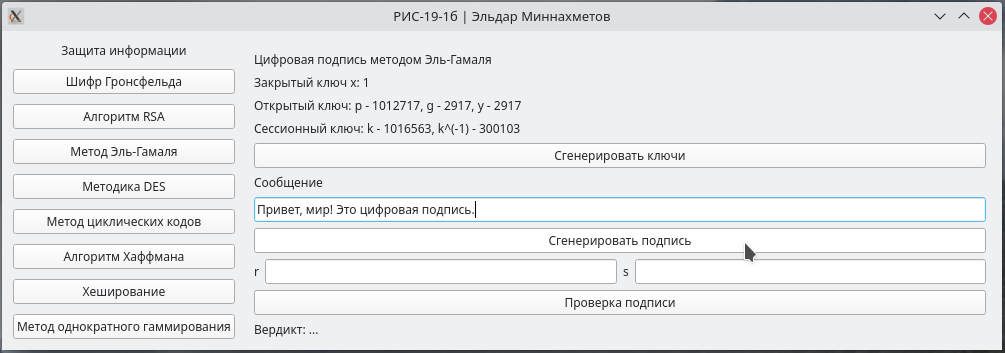 РИС-19-1б | Эльдар Миннахметов
Защита информации
Шифр Гронсфельда
Алгоритм RSA
Метод Эль-Гамаля
Методика DES
Метод циклических кодов
Алгоритм Хаффмана
Хеширование
Метод однократного гаммирования
Цифровая подпись методом Эль-Гамаля
Закрытый ключ x: 1
Открытый ключ: p - 1012717, g - 2917, y - 2917
Сессионный ключ: k - 1016563, k^(-1) - 300103
Сгенерировать ключи
Сообщение
Привет, мир! Это цифровая подпись.
Сгенерировать подпись
r s
Проверка подписи
Вердикт: ...